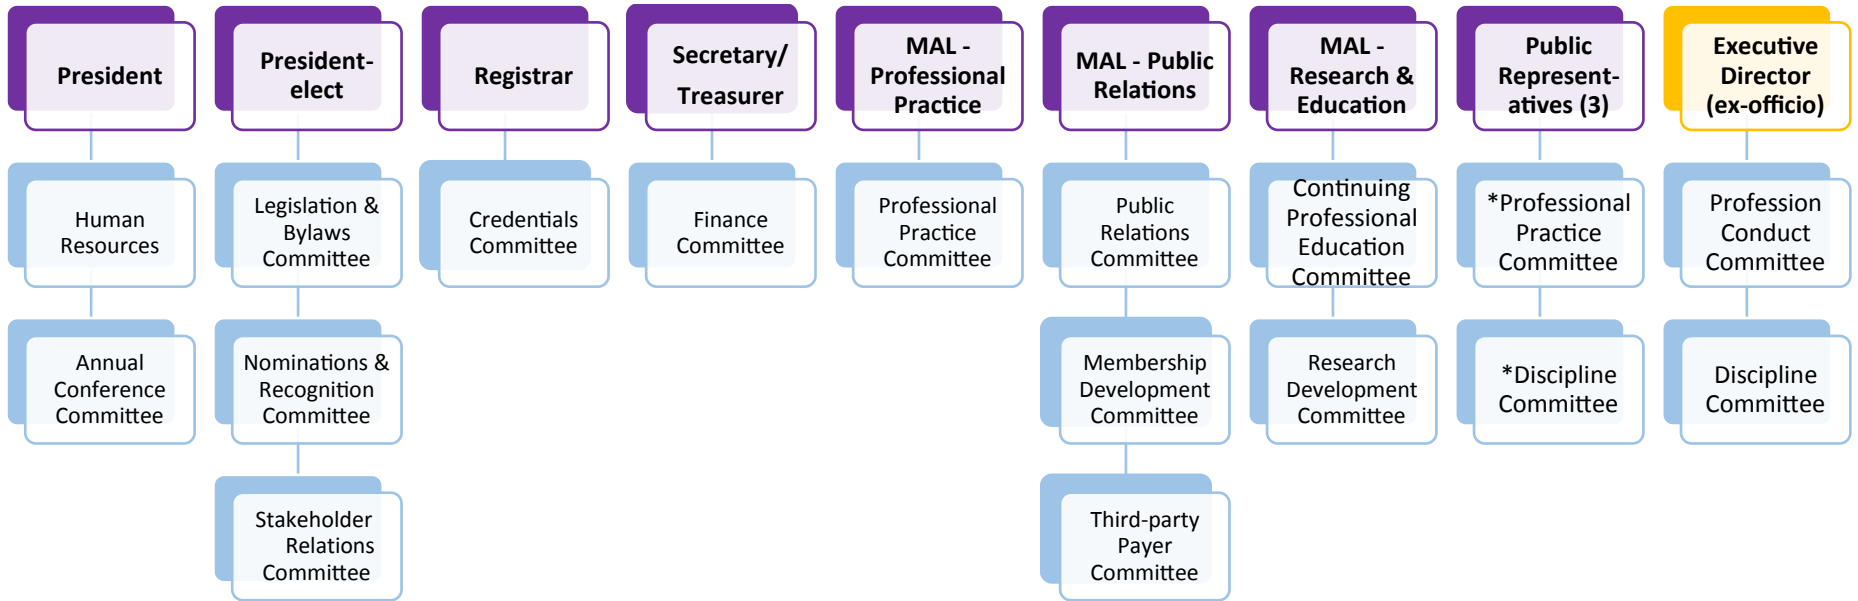 President
President-
elect
Registrar
Secretary/
Treasurer
MAL -
Professional
Practice
MAL - Public
Relations
MAL -
Research &
Education
Public
Represent-
atives (3)
Executive
Director
(ex-officio)
Human
Resources
Legislation &
Bylaws
Committee
Credentials
Committee
Finance
Committee
Professional
Practice
Committee
Public
Relations
Committee
Continuing
Professional
Education
Committee
*Professional
Practice
Committee
Profession
Conduct
Committee
Annual
Conference
Committee
Nominations &
Recognition
Committee
Membership
Development
Committee
Research
Development
Committee
*Discipline
Committee
Discipline
Committee
Stakeholder
Relations
Committee
Third-party
Payer
Committee